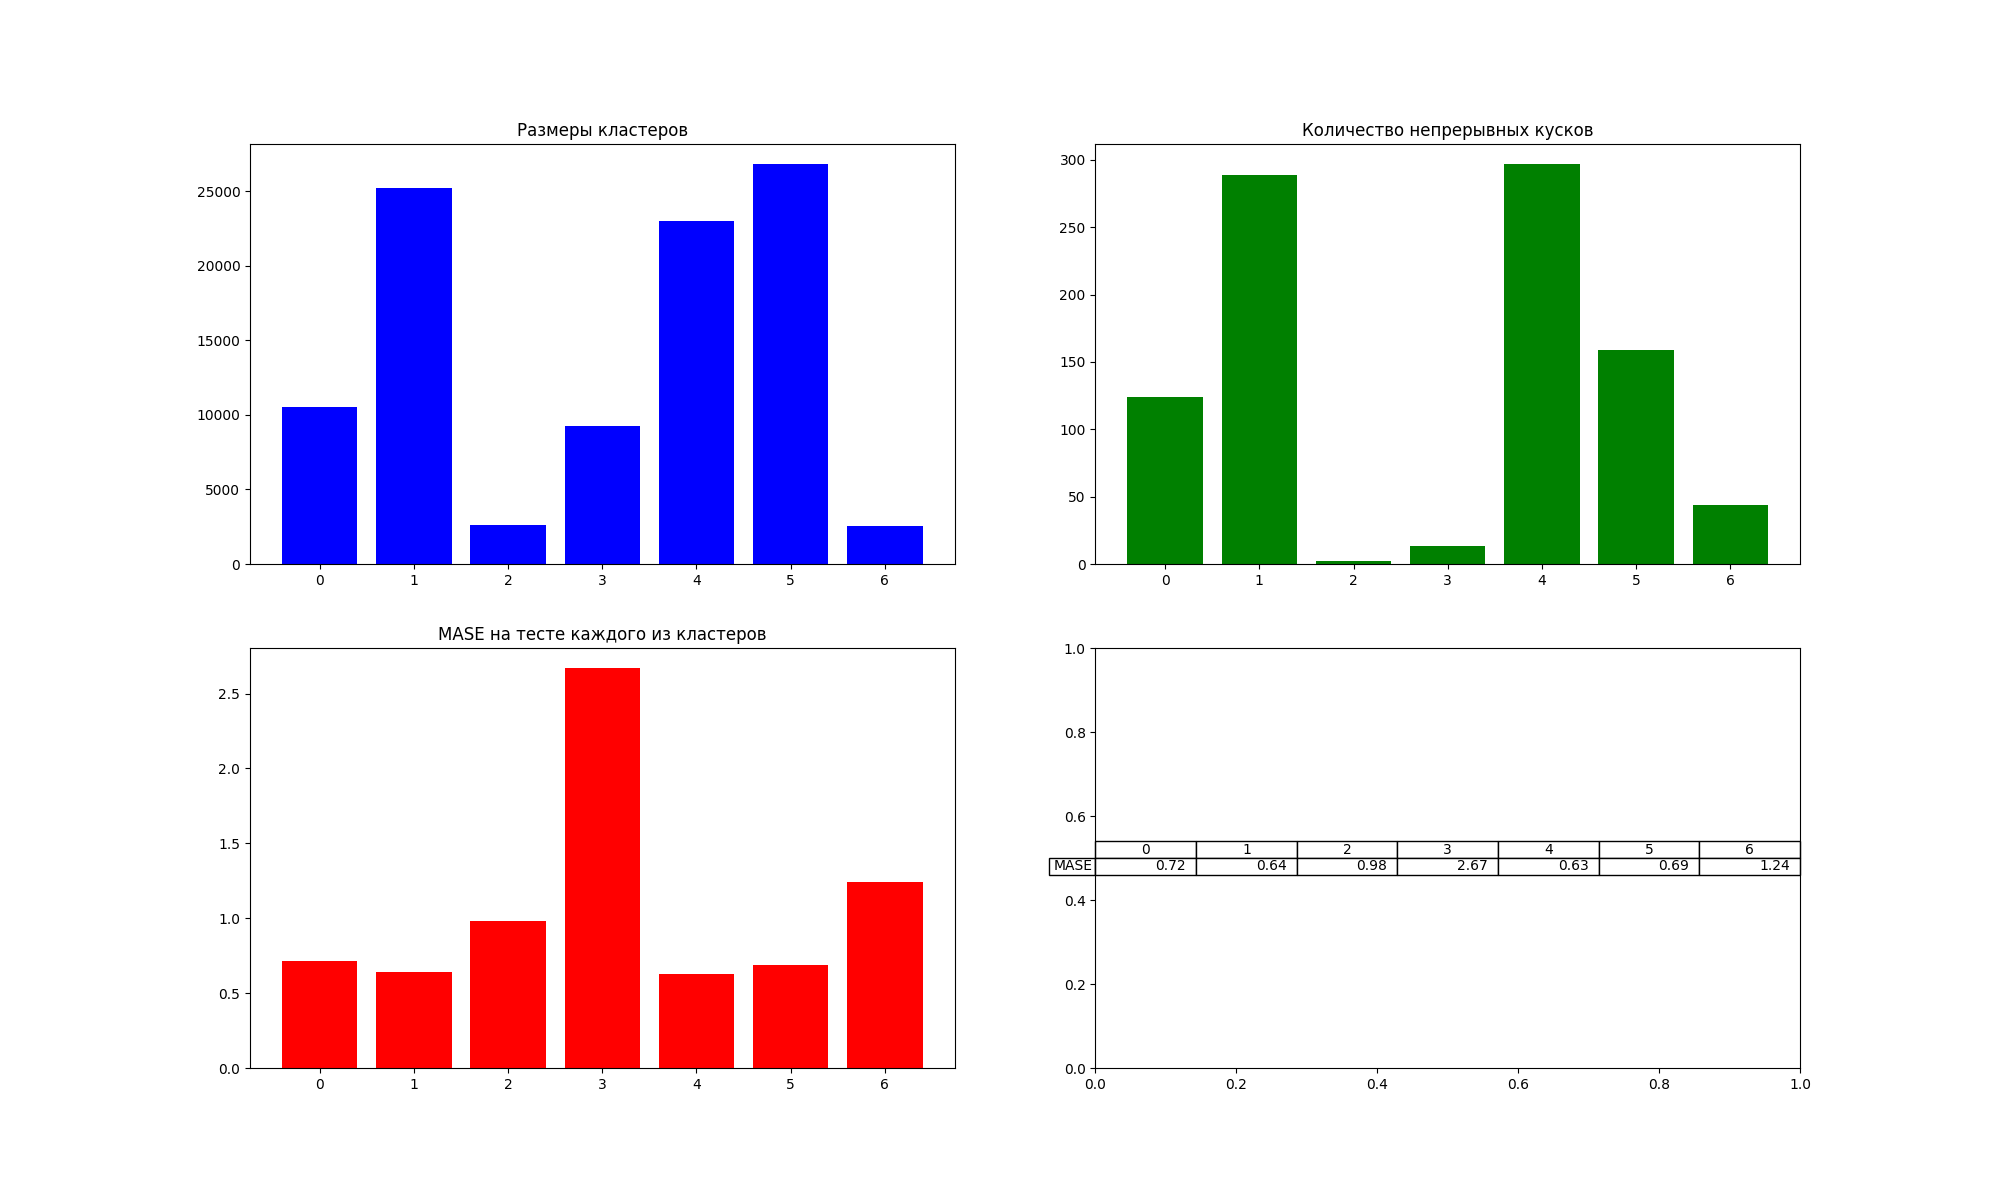 Размеры кластеров
25000
20000
15000
10000
5000
0
0 1 2 3 4 5 6
Количество непрерывных кусков
300
250
200
150
100
50
0
0 1 2 3 4 5 6
MASE на тесте каждого из кластеров
2.5
2.0
1.5
1.0
0.5
0.0
0 1 2 3 4 5 6
1.0
0.8
0.6
0 1 2 3 4 5 6
MASE 0.72 0.64 0.98 2.67 0.63 0.69 1.24
0.4
0.2
0.0
0.0 0.2 0.4 0.6 0.8 1.0